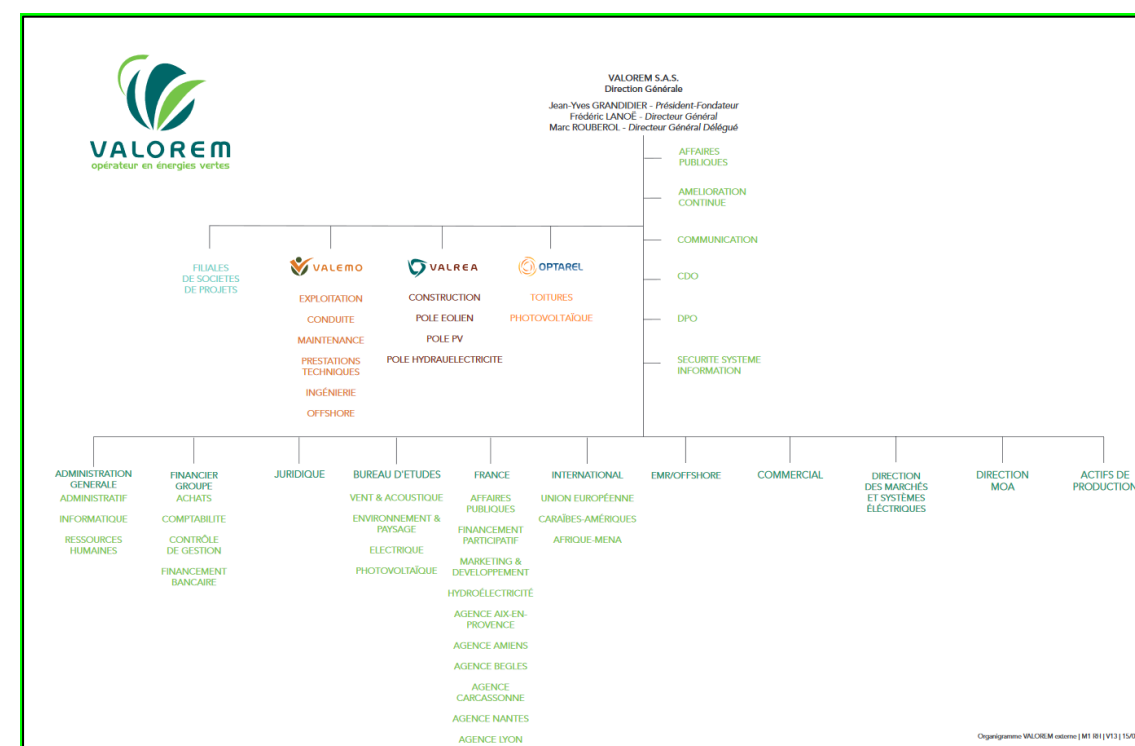 VALOREM
opérateur en énergies vertes
VALOREM S.A.S.
Direction Générale
Jean-Yves GRANDIDIER - Président-Fondateur
Frédéric LANOË - Directeur Général
Marc ROUBEROL - Directeur Général Délégué
AFFAIRES
PUBLIQUES
AMELIORATION
CONTINUE
COMMUNICATION
CDO
DPO
SECURITE SYSTEME
INFORMATION
FILIALES
DE SOCIETES
DE PROJETS
VALEMO
EXPLOITATION
CONDUITE
MAINTENANCE
PRESTATIONS
TECHNIQUES
INGÉNIERIE
OFFSHORE
VALREA
CONSTRUCTION
POLE EOLIEN
POLE PV
POLE HYDRAUELECTRICITE
OPTAREL
TOITURES
PHOTOVOLTAÏQUE
ADMINISTRATION
GENERALE
ADMINISTRATIF
INFORMATIQUE
RESSOURCES
HUMAINES
FINANCIER
GROUPE
ACHATS
COMPTABILITE
CONTRÔLE
DE GESTION
FINANCEMENT
BANCAIRE
JURIDIQUE
BUREAU D'ETUDES
VENT & ACOUSTIQUE
ENVIRONNEMENT &
PAYSAGE
ELECTRIQUE
PHOTOVOLTAÏQUE
FRANCE
AFFAIRES
PUBLIQUES
FINANCEMENT
PARTICIPATIF
MARKETING &
DEVELOPPEMENT
HYDROÉLECTRICITÉ
AGENCE AIX-EN-
PROVENCE
AGENCE AMIENS
AGENCE BEGLES
AGENCE
CARCASSONNE
AGENCE NANTES
AGENCE LYON
INTERNATIONAL
UNION EUROPÉENNE
CARAÏBES-AMÉRIQUES
AFRIQUE-MENA
EMR/OFFSHORE
COMMERCIAL
DIRECTION
DES MARCHÉS
ET SYSTÈMES
ÉLÉCTRIQUES
DIRECTION
MOA
ACTIFS DE
PRODUCTION
Organigramme VALOREM externe | M1 RH | V13 | 15/0